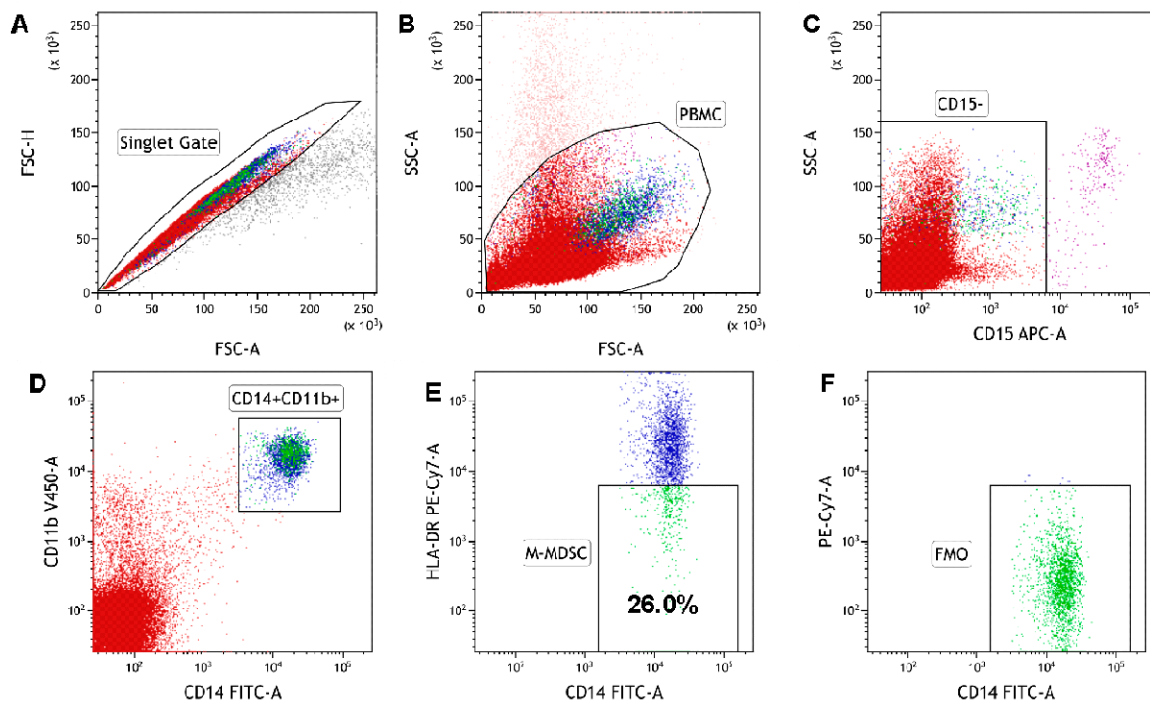 A
(x 10³)
250
200
150
100
50
0
FSC-H
Singlet Gate
0
50
100
150
200
250
(x 10³)
FSC-A
B
(x 10³)
250
200
150
100
50
0
SSC-A
PBMC
0
50
100
150
200
250
(x 10³)
FSC-A
C
(x 10³)
250
200
150
100
50
0
SSC A
CD15-
10²
10³
10⁴
10⁵
CD15 APC-A
D
10⁵
10⁴
10³
10²
CD11b V450-A
CD14+CD11b+
10²
10³
10⁴
10⁵
CD14 FITC-A
E
10⁵
10⁴
10³
10²
HLA-DR PE-Cy7-A
M-MDSC
26.0%
10²
10³
10⁴
10⁵
CD14 FITC-A
F
10⁵
10⁴
10³
10²
PE-Cy7-A
FMO
10²
10³
10⁴
10⁵
CD14 FITC-A